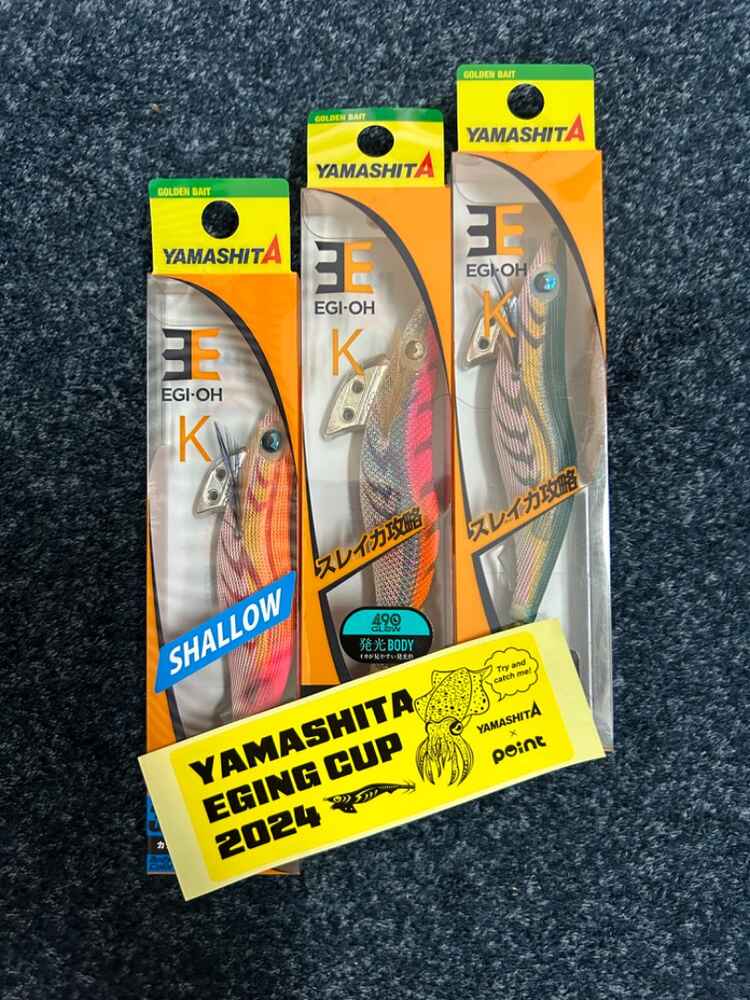 GOLDEN BAIT
YAMASHITA
EGI-OH
K
SHALLOW
GOLDEN BAIT
YAMASHITA
EGI-OH
K
スレイカ攻略
490
GLOW
発光BODY
GOLDEN BAIT
YAMASHITA
EGI-OH
K
スレイカ攻略
YAMASHITA
EGING CUP
2024
Try and
catch me!
YAMASHITA
×
point